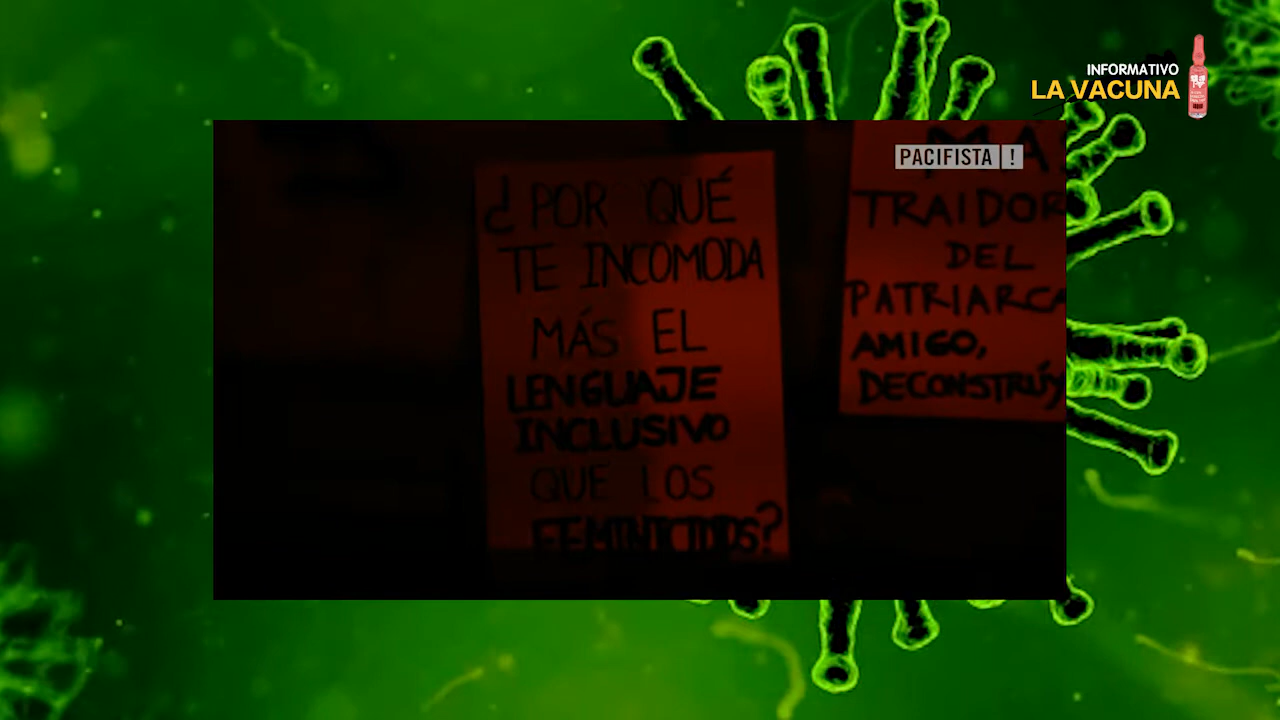 INFORMATIVO
LA VACUNA
PACIFISTA !
¿POR QUÉ
TE INCOMODA
MÁS EL
LENGUAJE
INCLUSIVO
QUE LOS
FEMINICIDIOS?
TRAIDOR
DEL
PATRIARCA
AMIGO,
DECONSTRÚY